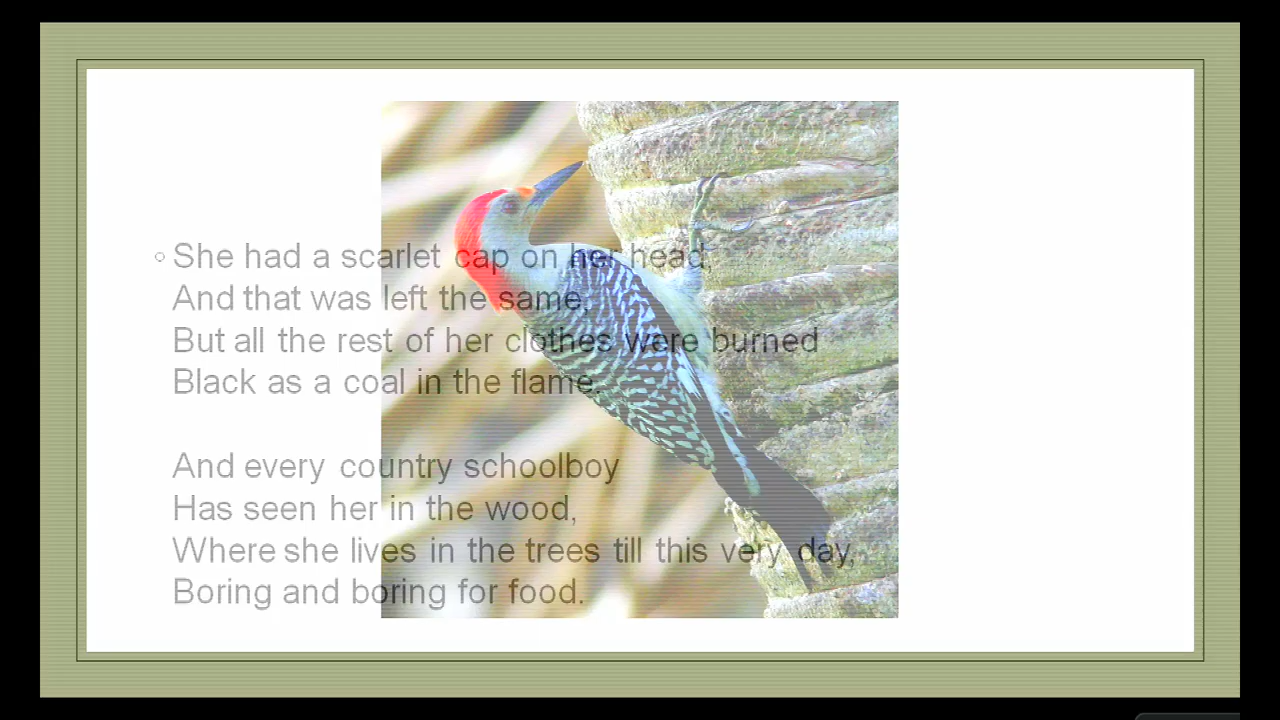 She had a scarlet cap on her head,
And that was left the same,
But all the rest of her clothes were burned
Black as a coal in the flame.
And every country schoolboy
Has seen her in the wood,
Where she lives in the trees till this very day,
Boring and boring for food.